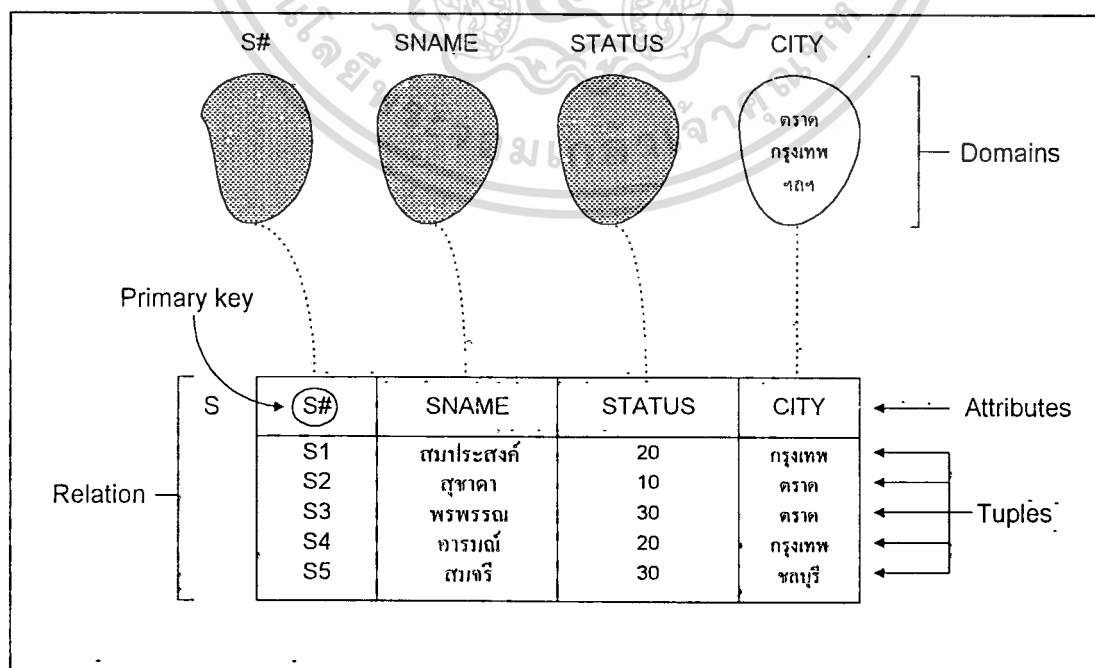 S# SNAME STATUS CITY
ตราด
กรุงเทพ
ฯลฯ
Domains
Primary key
S S# SNAME STATUS CITY Attributes
Relation
S1 สมประสงค์ 20 กรุงเทพ
S2 สุชาดา 10 ตราด
S3 พรพรรณ 30 ตราด
S4 อารมณ์ 20 กรุงเทพ
S5 สมจรี 30 ชลบุรี
Tuples